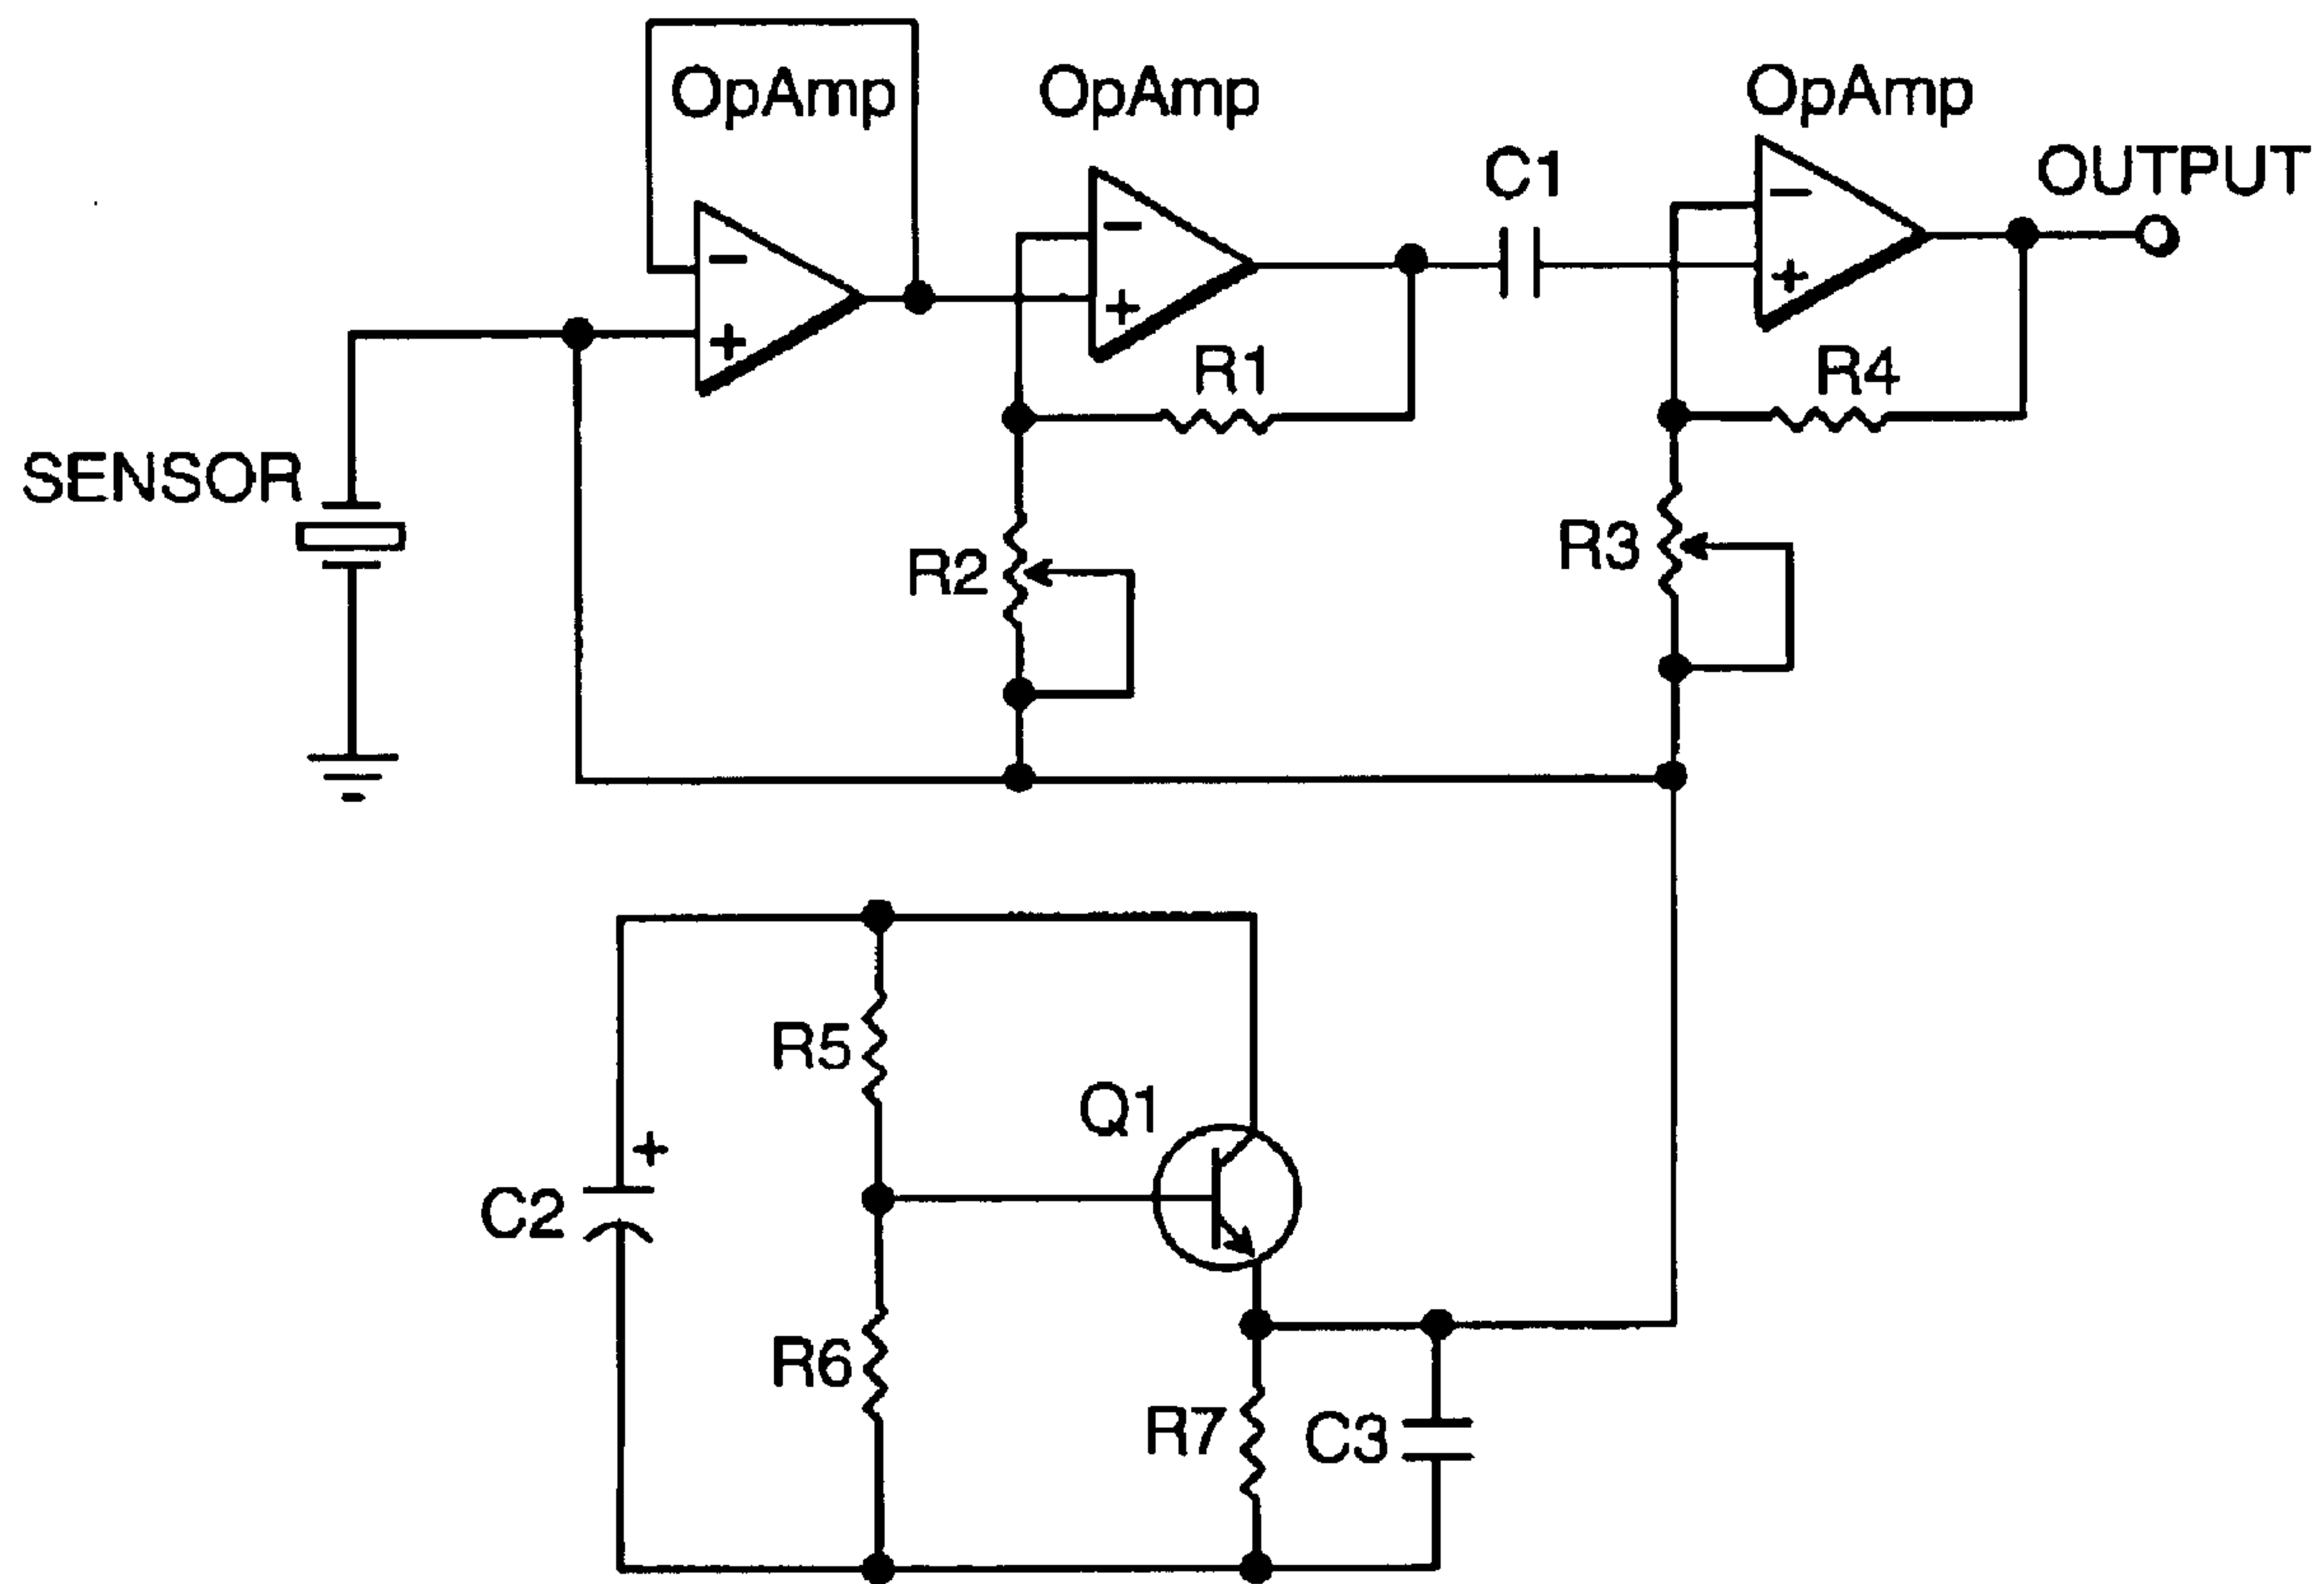 OpAmp
OpAmp
OpAmp
C1
OUTPUT
−
−
−
+
+
+
R1
R4
SENSOR
R2
R3
R5
Q1
+
C2
R6
R7
C3